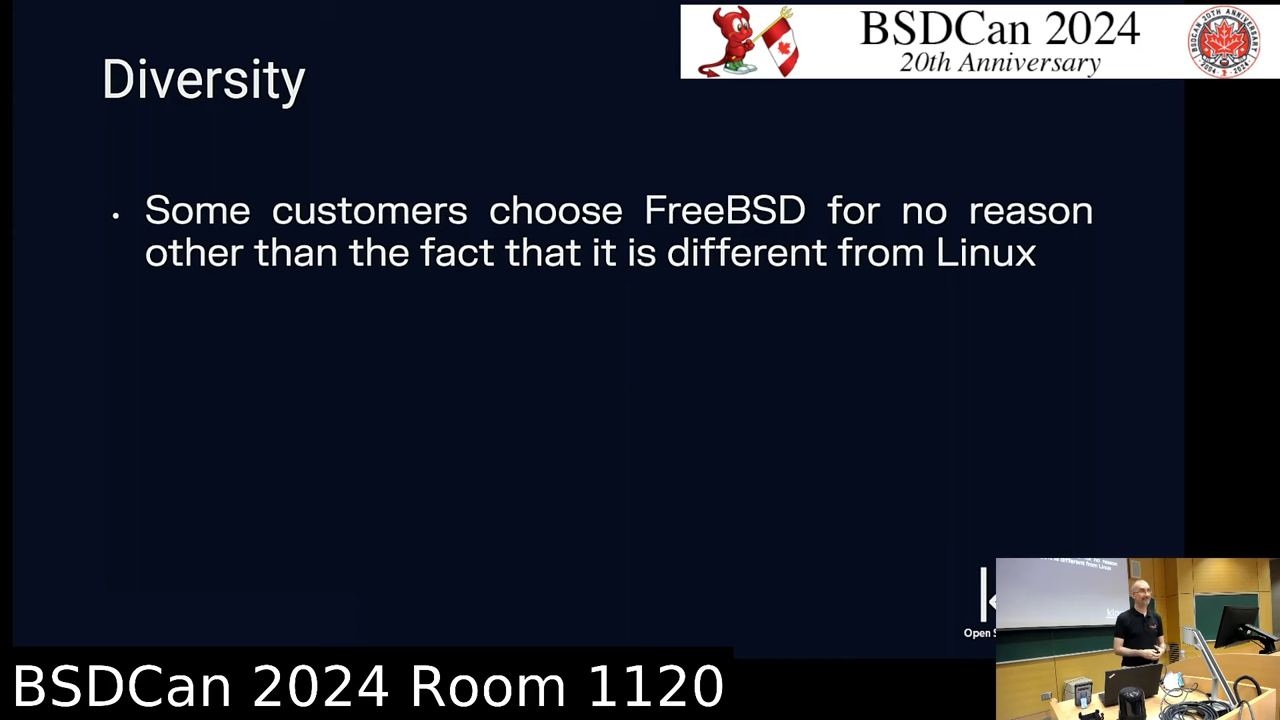 BSDCan 2024
20th Anniversary
Diversity
• Some customers choose FreeBSD for no reason
other than the fact that it is different from Linux
Open
BSDCan 2024 Room 1120